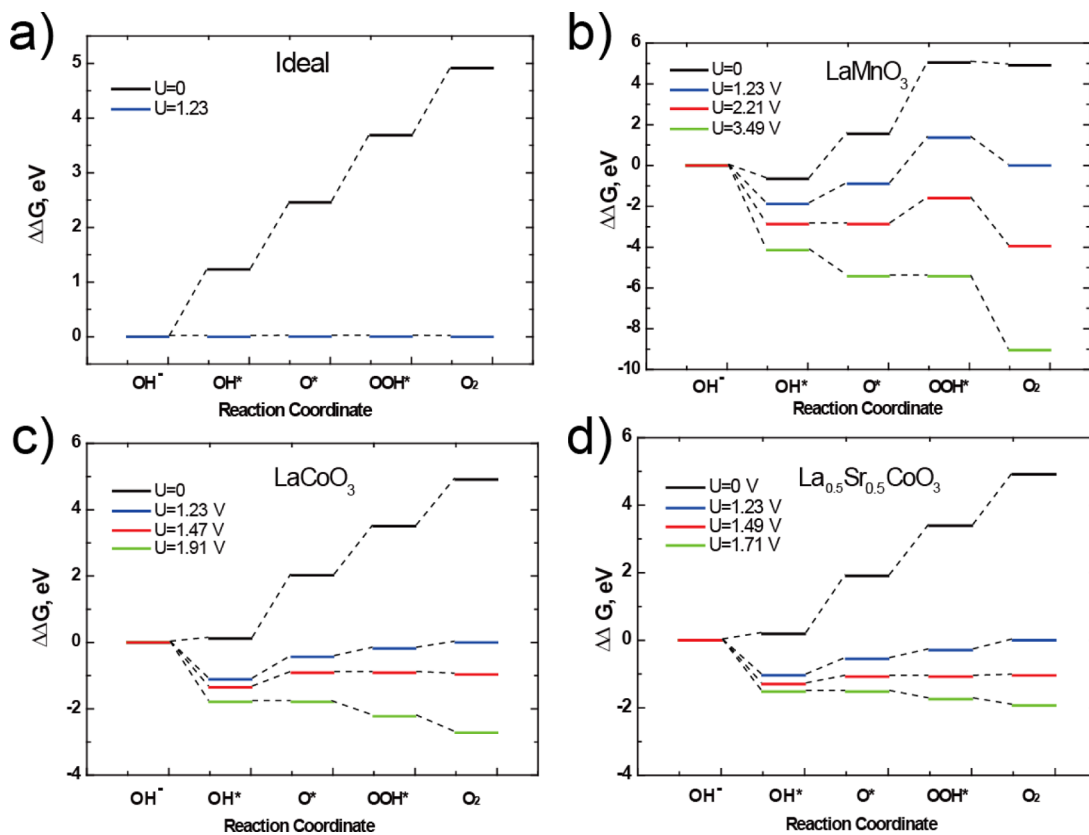 a)
Ideal
U=0
U=1.23
ΔΔG, eV
5
4
3
2
1
0
OH⁻
OH*
O*
OOH*
O₂
Reaction Coordinate
b)
LaMnO₃
U=0
U=1.23 V
U=2.21 V
U=3.49 V
ΔΔG, eV
6
4
2
0
-2
-4
-6
-8
-10
OH⁻
OH*
O*
OOH*
O₂
Reaction Coordinate
c)
LaCoO₃
U=0
U=1.23 V
U=1.47 V
U=1.91 V
ΔΔG, eV
6
4
2
0
-2
-4
OH⁻
OH*
O*
OOH*
O₂
Reaction Coordinate
d)
La₀.₅Sr₀.₅CoO₃
U=0 V
U=1.23 V
U=1.49 V
U=1.71 V
ΔΔ G, eV
6
4
2
0
-2
-4
OH⁻
OH*
O*
OOH*
O₂
Reaction Coordinate